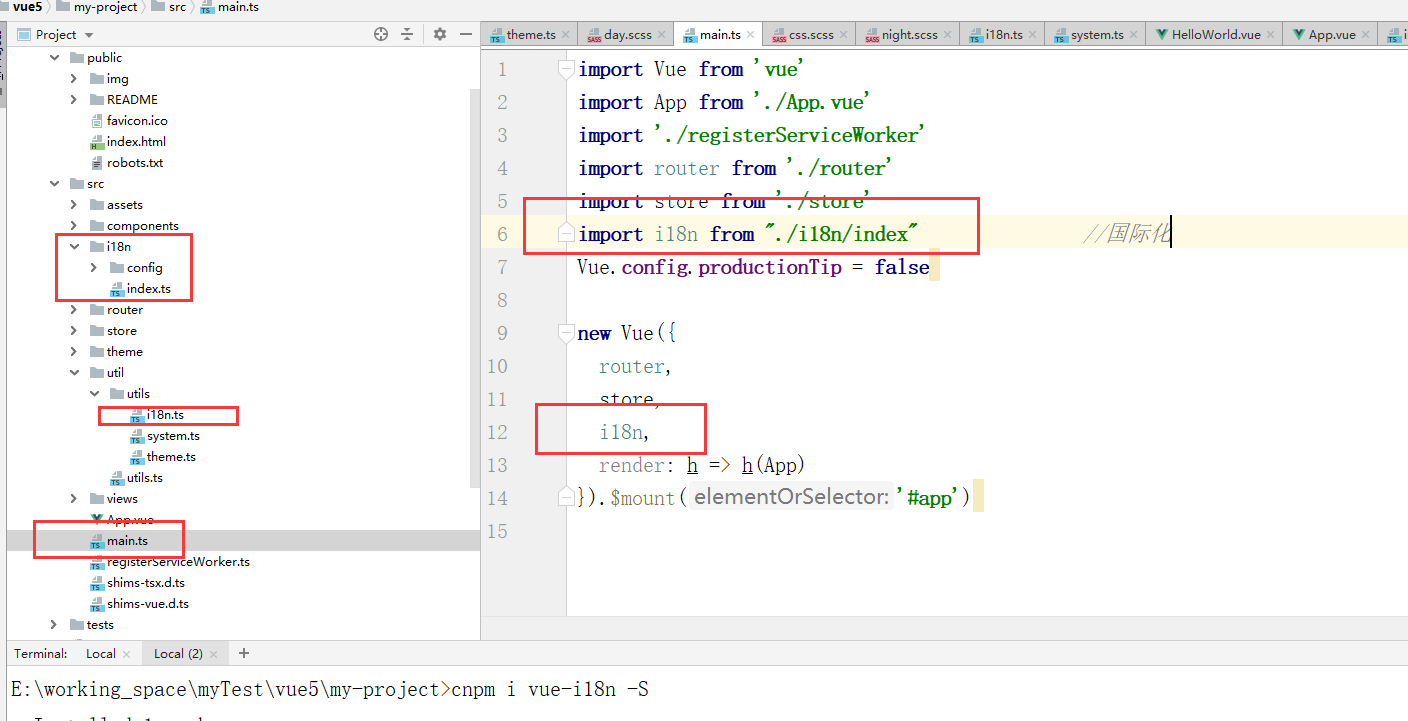 vue5 my-project src main.ts
Project
public
img
README
favicon.ico
index.html
robots.txt
src
assets
components
i18n
config
index.ts
router
store
theme
util
utils
i18n.ts
system.ts
theme.ts
utils.ts
views
App.vue
main.ts
registerServiceWorker.ts
shims-tsx.d.ts
shims-vue.d.ts
tests
theme.ts day.scss main.ts css.scss night.scss i18n.ts system.ts HelloWorld.vue App.vue
1 import Vue from 'vue'
2 import App from './App.vue'
3 import './registerServiceWorker'
4 import router from './router'
5 import store from './store'
6 import i18n from "./i18n/index" //国际化
7 Vue.config.productionTip = false
8
9 new Vue({
10 router,
11 store,
12 i18n,
13 render: h => h(App)
14 }).$mount( elementOrSelector: '#app')
15
Terminal: Local Local (2)
E:\working_space\myTest\vue5\my-project>cnpm i vue-i18n -S